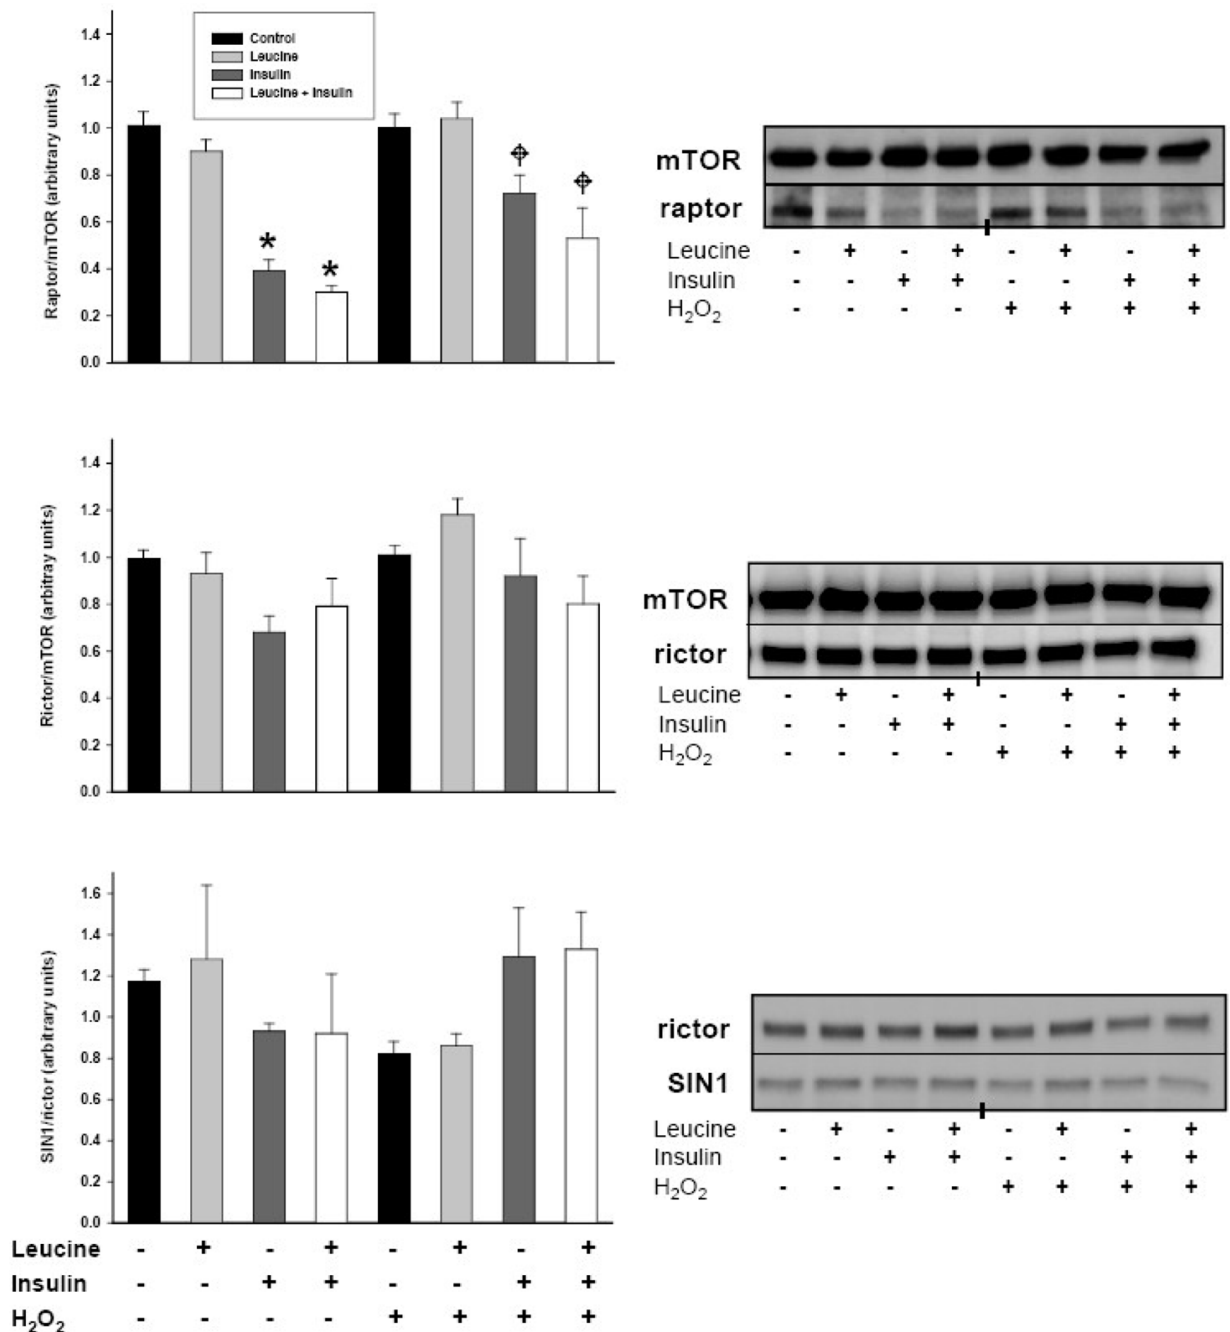 Raptor/mTOR (arbitrary units)
1.4
1.2
1.0
0.8
0.6
0.4
0.2
0.0
Control
Leucine
Insulin
Leucine + Insulin
*
*
⌖
⌖
mTOR
raptor
Leucine - + - + - + - +
Insulin - - + + - - + +
H₂O₂ - - - - + + + +
Rictor/mTOR (arbitray units)
1.4
1.2
1.0
0.8
0.6
0.4
0.2
0.0
mTOR
rictor
Leucine - + - + - + - +
Insulin - - + + - - + +
H₂O₂ - - - - + + + +
SIN1/rictor (arbitrary units)
1.6
1.4
1.2
1.0
0.8
0.6
0.4
0.2
0.0
rictor
SIN1
Leucine - + - + - + - +
Insulin - - + + - - + +
H₂O₂ - - - - + + + +
Leucine - + - + - + - +
Insulin - - + + - - + +
H₂O₂ - - - - + + + +